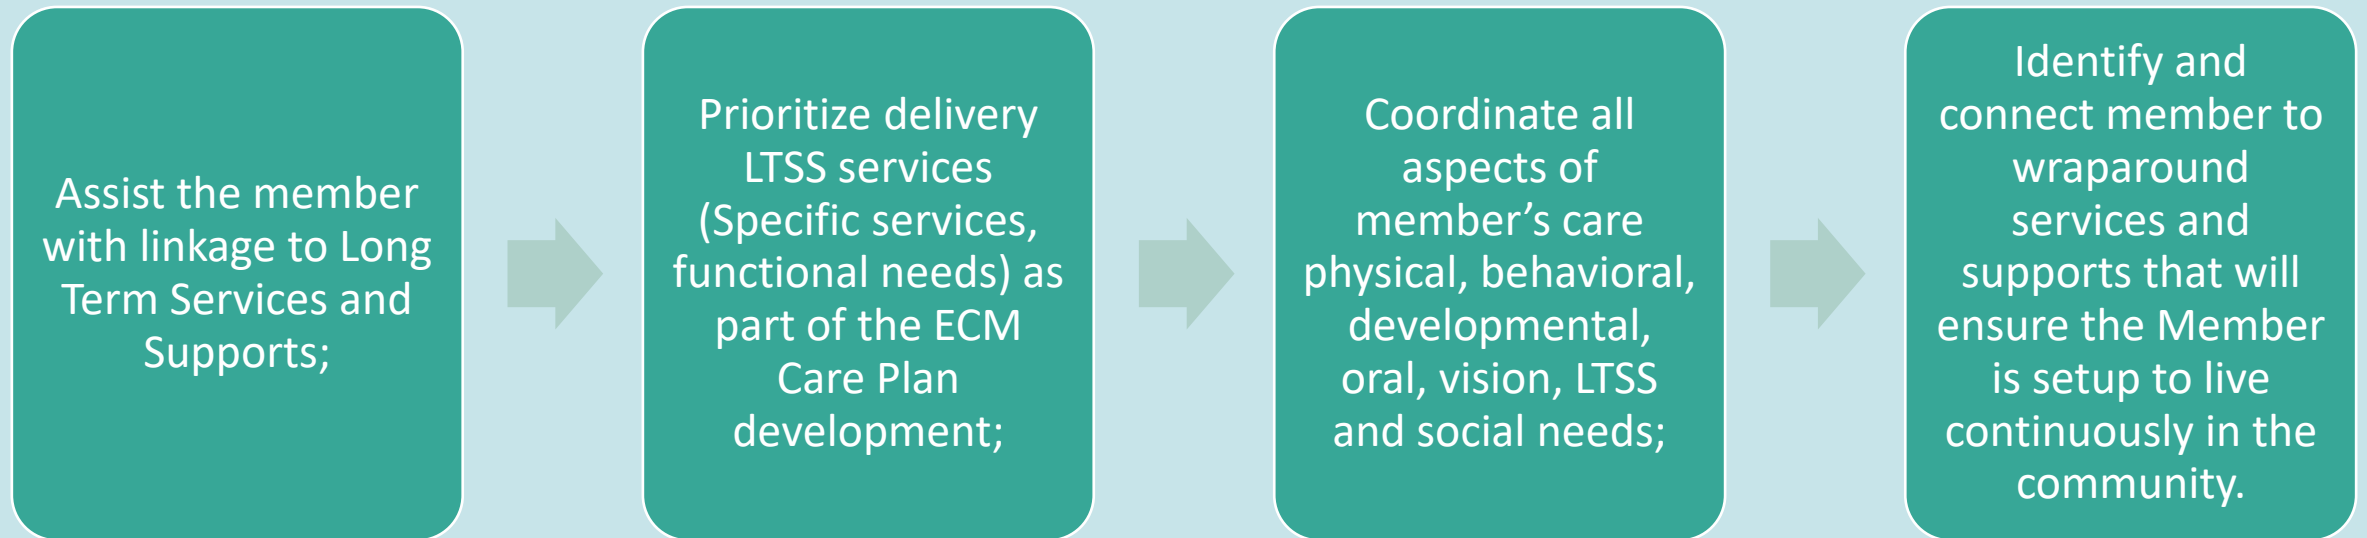 Assist the member
with linkage to Long
Term Services and
Supports;
Prioritize delivery
LTSS services
(Specific services,
functional needs) as
part of the ECM
Care Plan
development;
Coordinate all
aspects of
member’s care
physical, behavioral,
developmental,
oral, vision, LTSS
and social needs;
Identify and
connect member to
wraparound
services and
supports that will
ensure the Member
is setup to live
continuously in the
community.